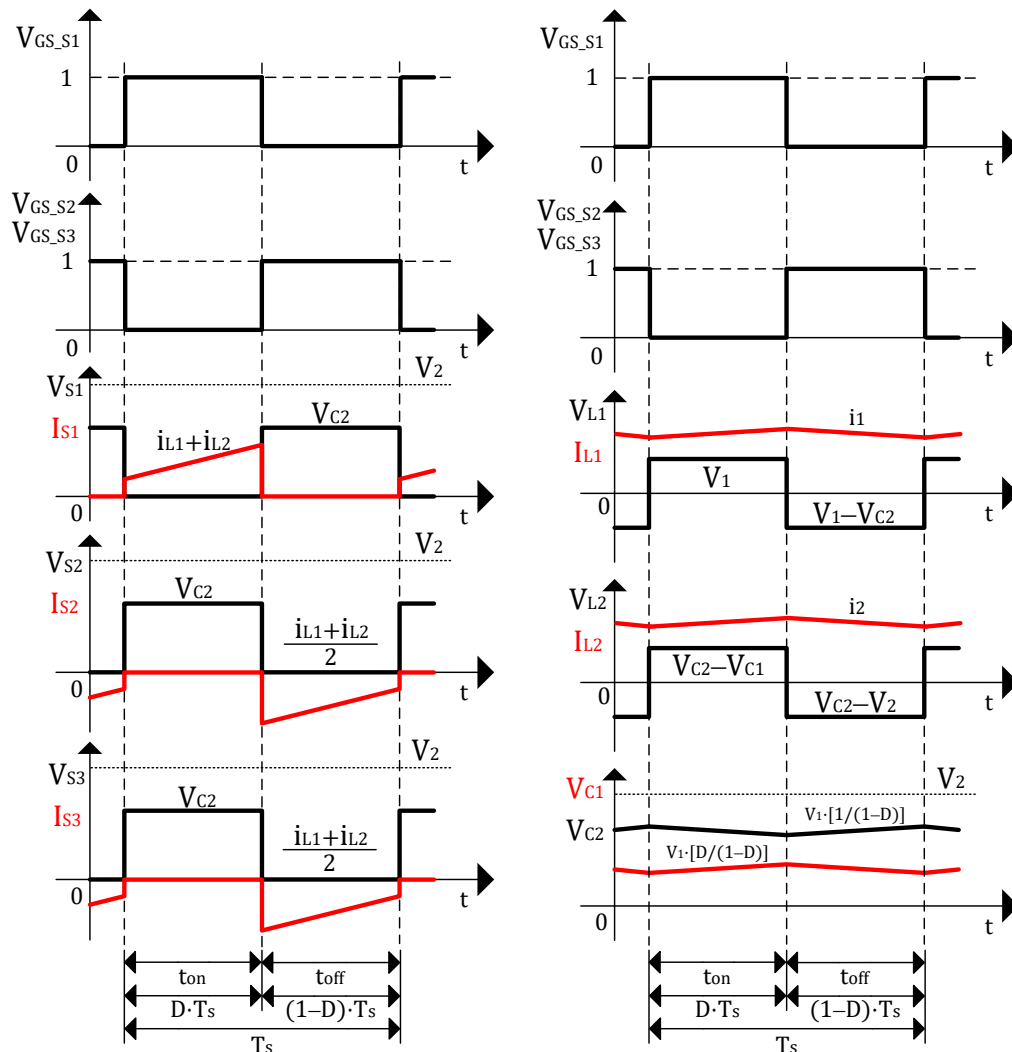 VGS_S1
1
0
t
VGS_S2
VGS_S3
1
0
t
V2
VS1
IS1
iL1+iL2
VC2
0
t
V2
VS2
IS2
VC2
iL1+iL2
2
0
t
V2
VS3
IS3
VC2
iL1+iL2
2
0
t
ton
toff
D·Ts
(1–D)·Ts
Ts
VGS_S1
1
0
t
VGS_S2
VGS_S3
1
0
t
VL1
IL1
i1
V1
V1–VC2
0
t
VL2
IL2
i2
VC2–VC1
VC2–V2
0
t
VC1
VC2
V2
V1·[1/(1–D)]
V1·[D/(1–D)]
0
t
ton
toff
D·Ts
(1–D)·Ts
Ts